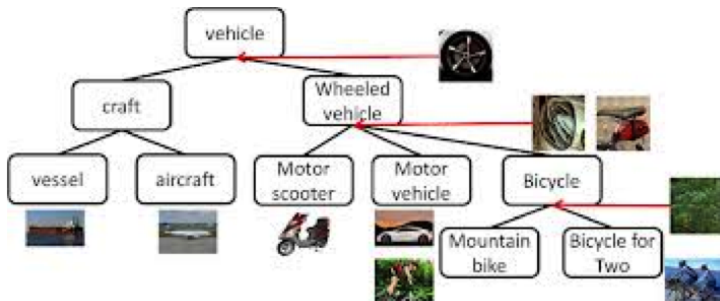 vehicle
craft
Wheeled
vehicle
vessel
aircraft
Motor
scooter
Motor
vehicle
Bicycle
Mountain
bike
Bicycle for
Two